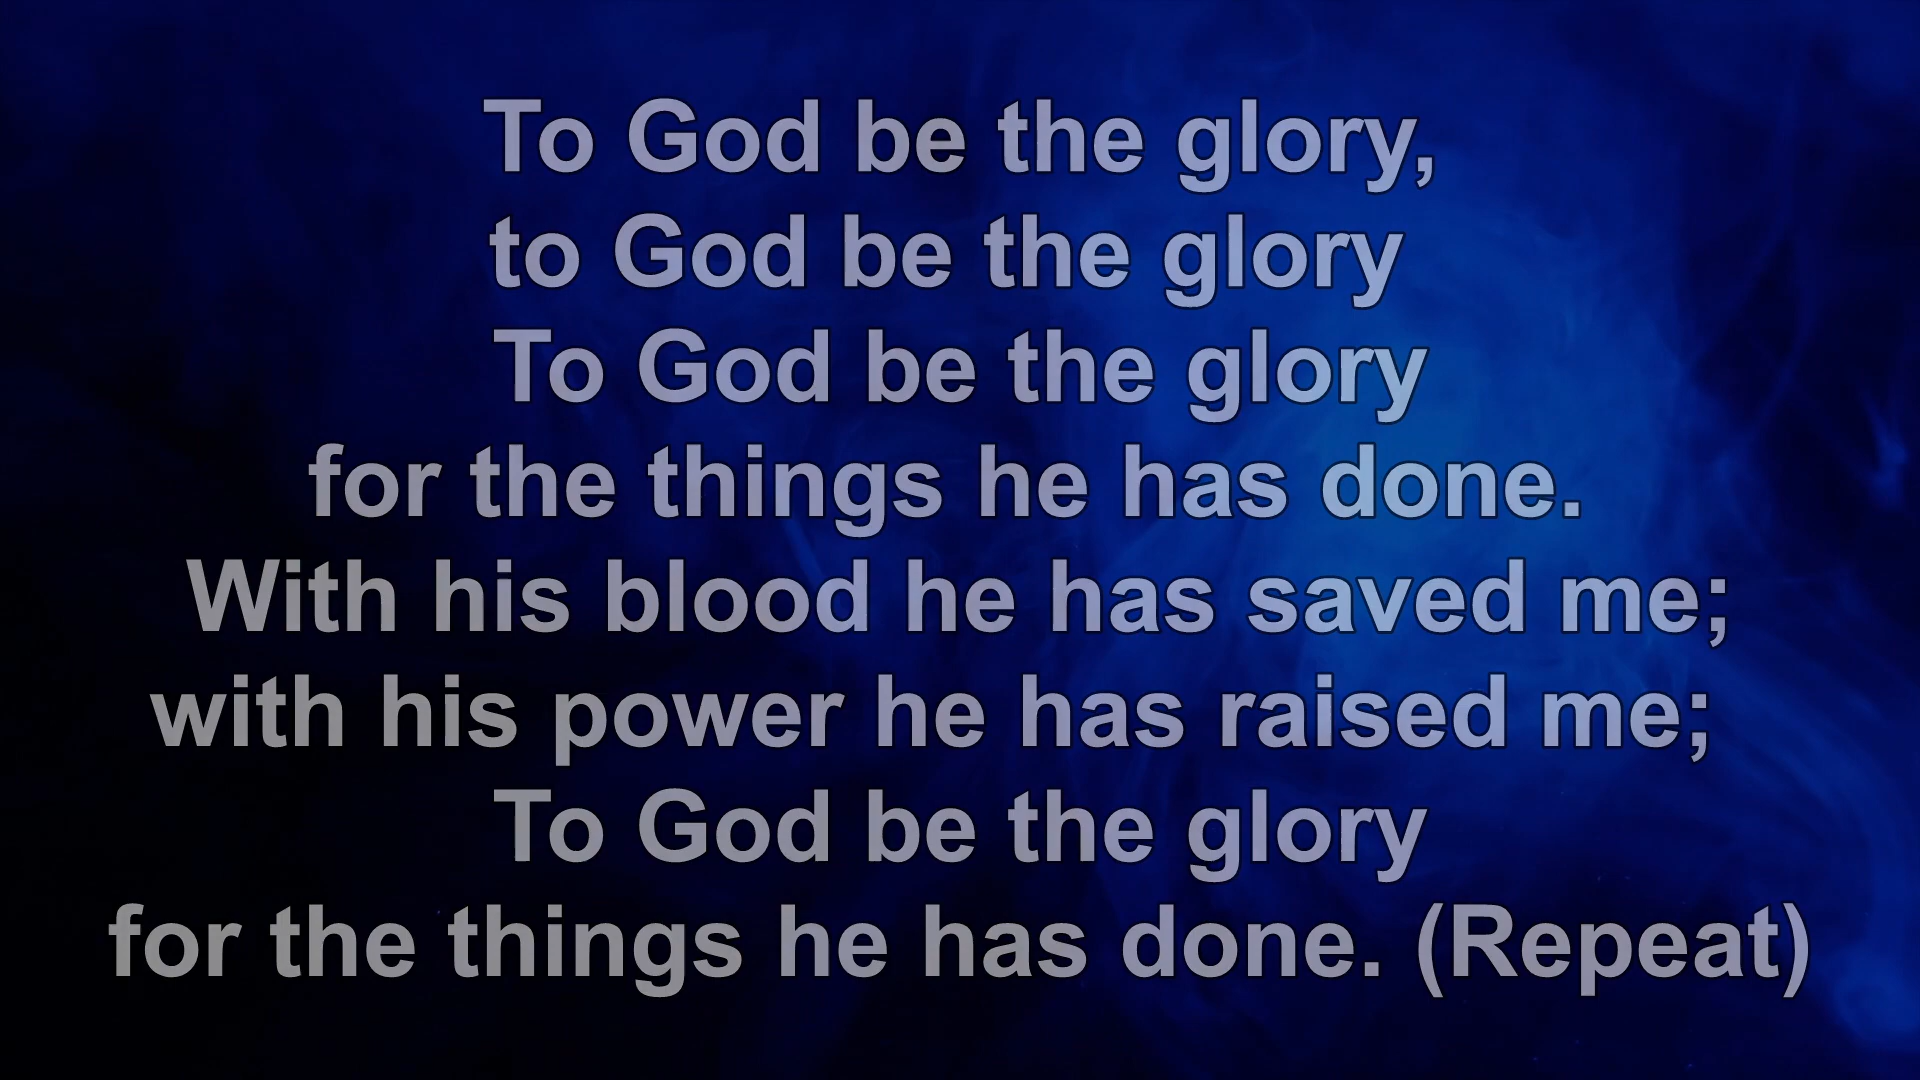 To God be the glory,
to God be the glory
To God be the glory
for the things he has done.
With his blood he has saved me;
with his power he has raised me;
To God be the glory
for the things he has done. (Repeat)